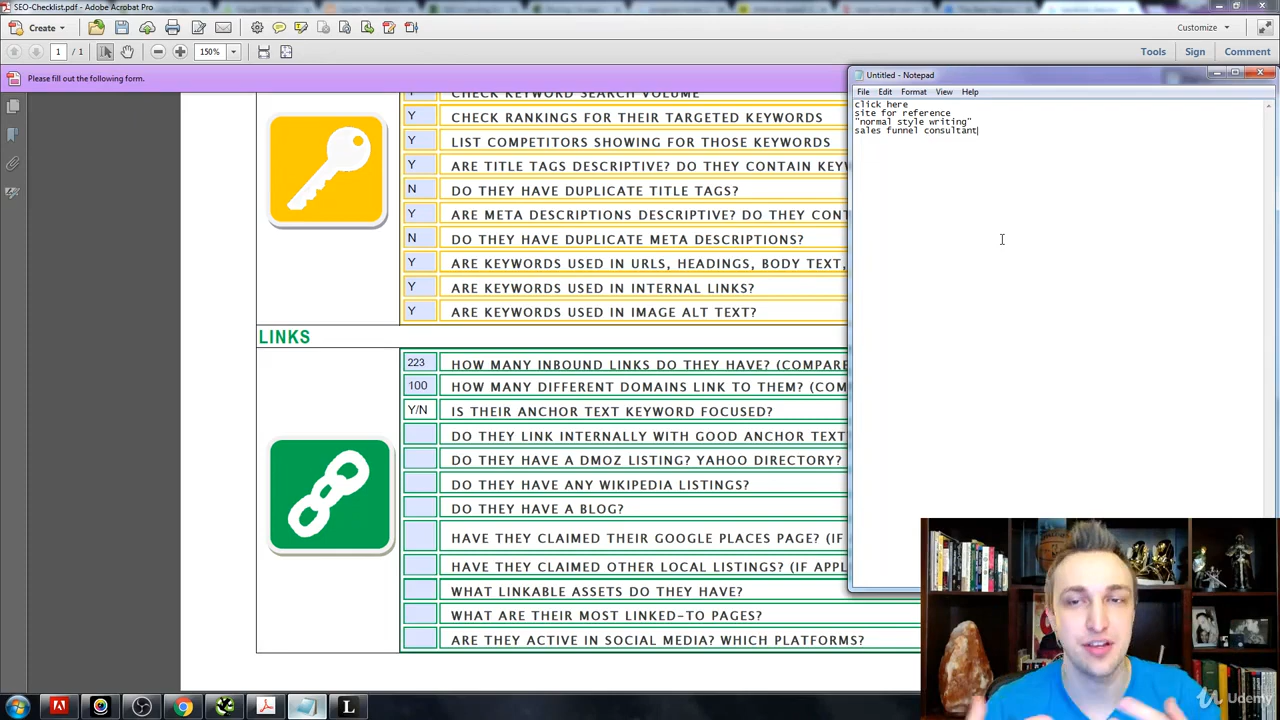 SEO-Checklist.pdf - Adobe Acrobat Pro
Create
Customize
1 / 1
150%
Tools
Sign
Comment
Please fill out the following form.
CHECK KEYWORD SEARCH VOLUME
Y CHECK RANKINGS FOR THEIR TARGETED KEYWORDS
Y LIST COMPETITORS SHOWING FOR THOSE KEYWORDS
Y ARE TITLE TAGS DESCRIPTIVE? DO THEY CONTAIN
N DO THEY HAVE DUPLICATE TITLE TAGS?
Y ARE META DESCRIPTIONS DESCRIPTIVE? DO THEY
N DO THEY HAVE DUPLICATE META DESCRIPTIONS?
Y ARE KEYWORDS USED IN URLS, HEADINGS, BODY TEXT,
Y ARE KEYWORDS USED IN INTERNAL LINKS?
Y ARE KEYWORDS USED IN IMAGE ALT TEXT?
LINKS
223 HOW MANY INBOUND LINKS DO THEY HAVE? (COMPARE
100 HOW MANY DIFFERENT DOMAINS LINK TO THEM? (COM
Y/N IS THEIR ANCHOR TEXT KEYWORD FOCUSED?
DO THEY LINK INTERNALLY WITH GOOD ANCHOR TEXT
DO THEY HAVE A DMOZ LISTING? YAHOO DIRECTORY?
DO THEY HAVE ANY WIKIPEDIA LISTINGS?
DO THEY HAVE A BLOG?
HAVE THEY CLAIMED THEIR GOOGLE PLACES PAGE? (IF
HAVE THEY CLAIMED OTHER LOCAL LISTINGS? (IF APPL
WHAT LINKABLE ASSETS DO THEY HAVE?
WHAT ARE THEIR MOST LINKED-TO PAGES?
ARE THEY ACTIVE IN SOCIAL MEDIA? WHICH PLATFORMS?
Untitled - Notepad
File Edit Format View Help
click here
site for reference
"normal style writing"
sales funnel consultant
Udemy